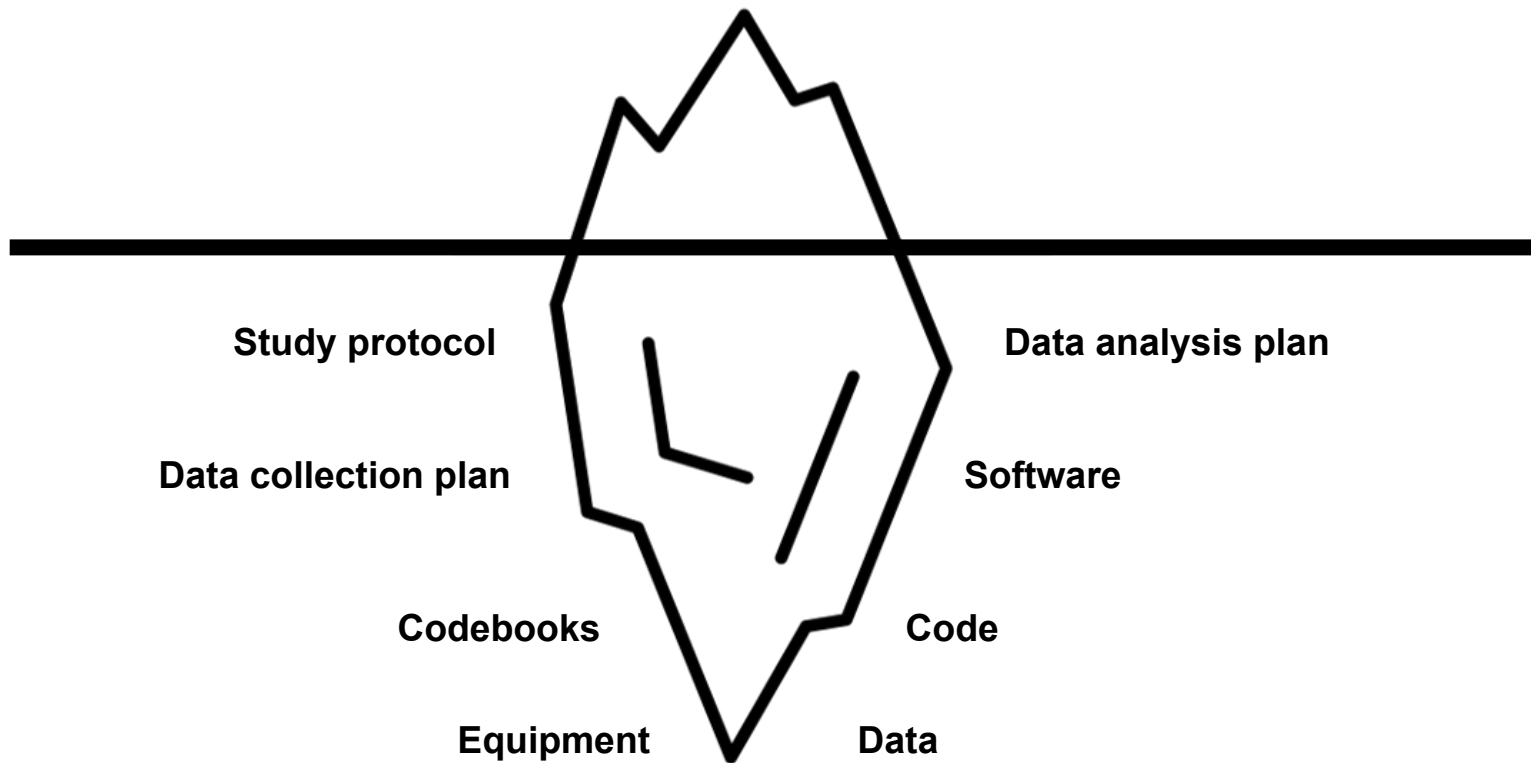 Study protocol
Data analysis plan
Data collection plan
Software
Codebooks
Code
Equipment
Data